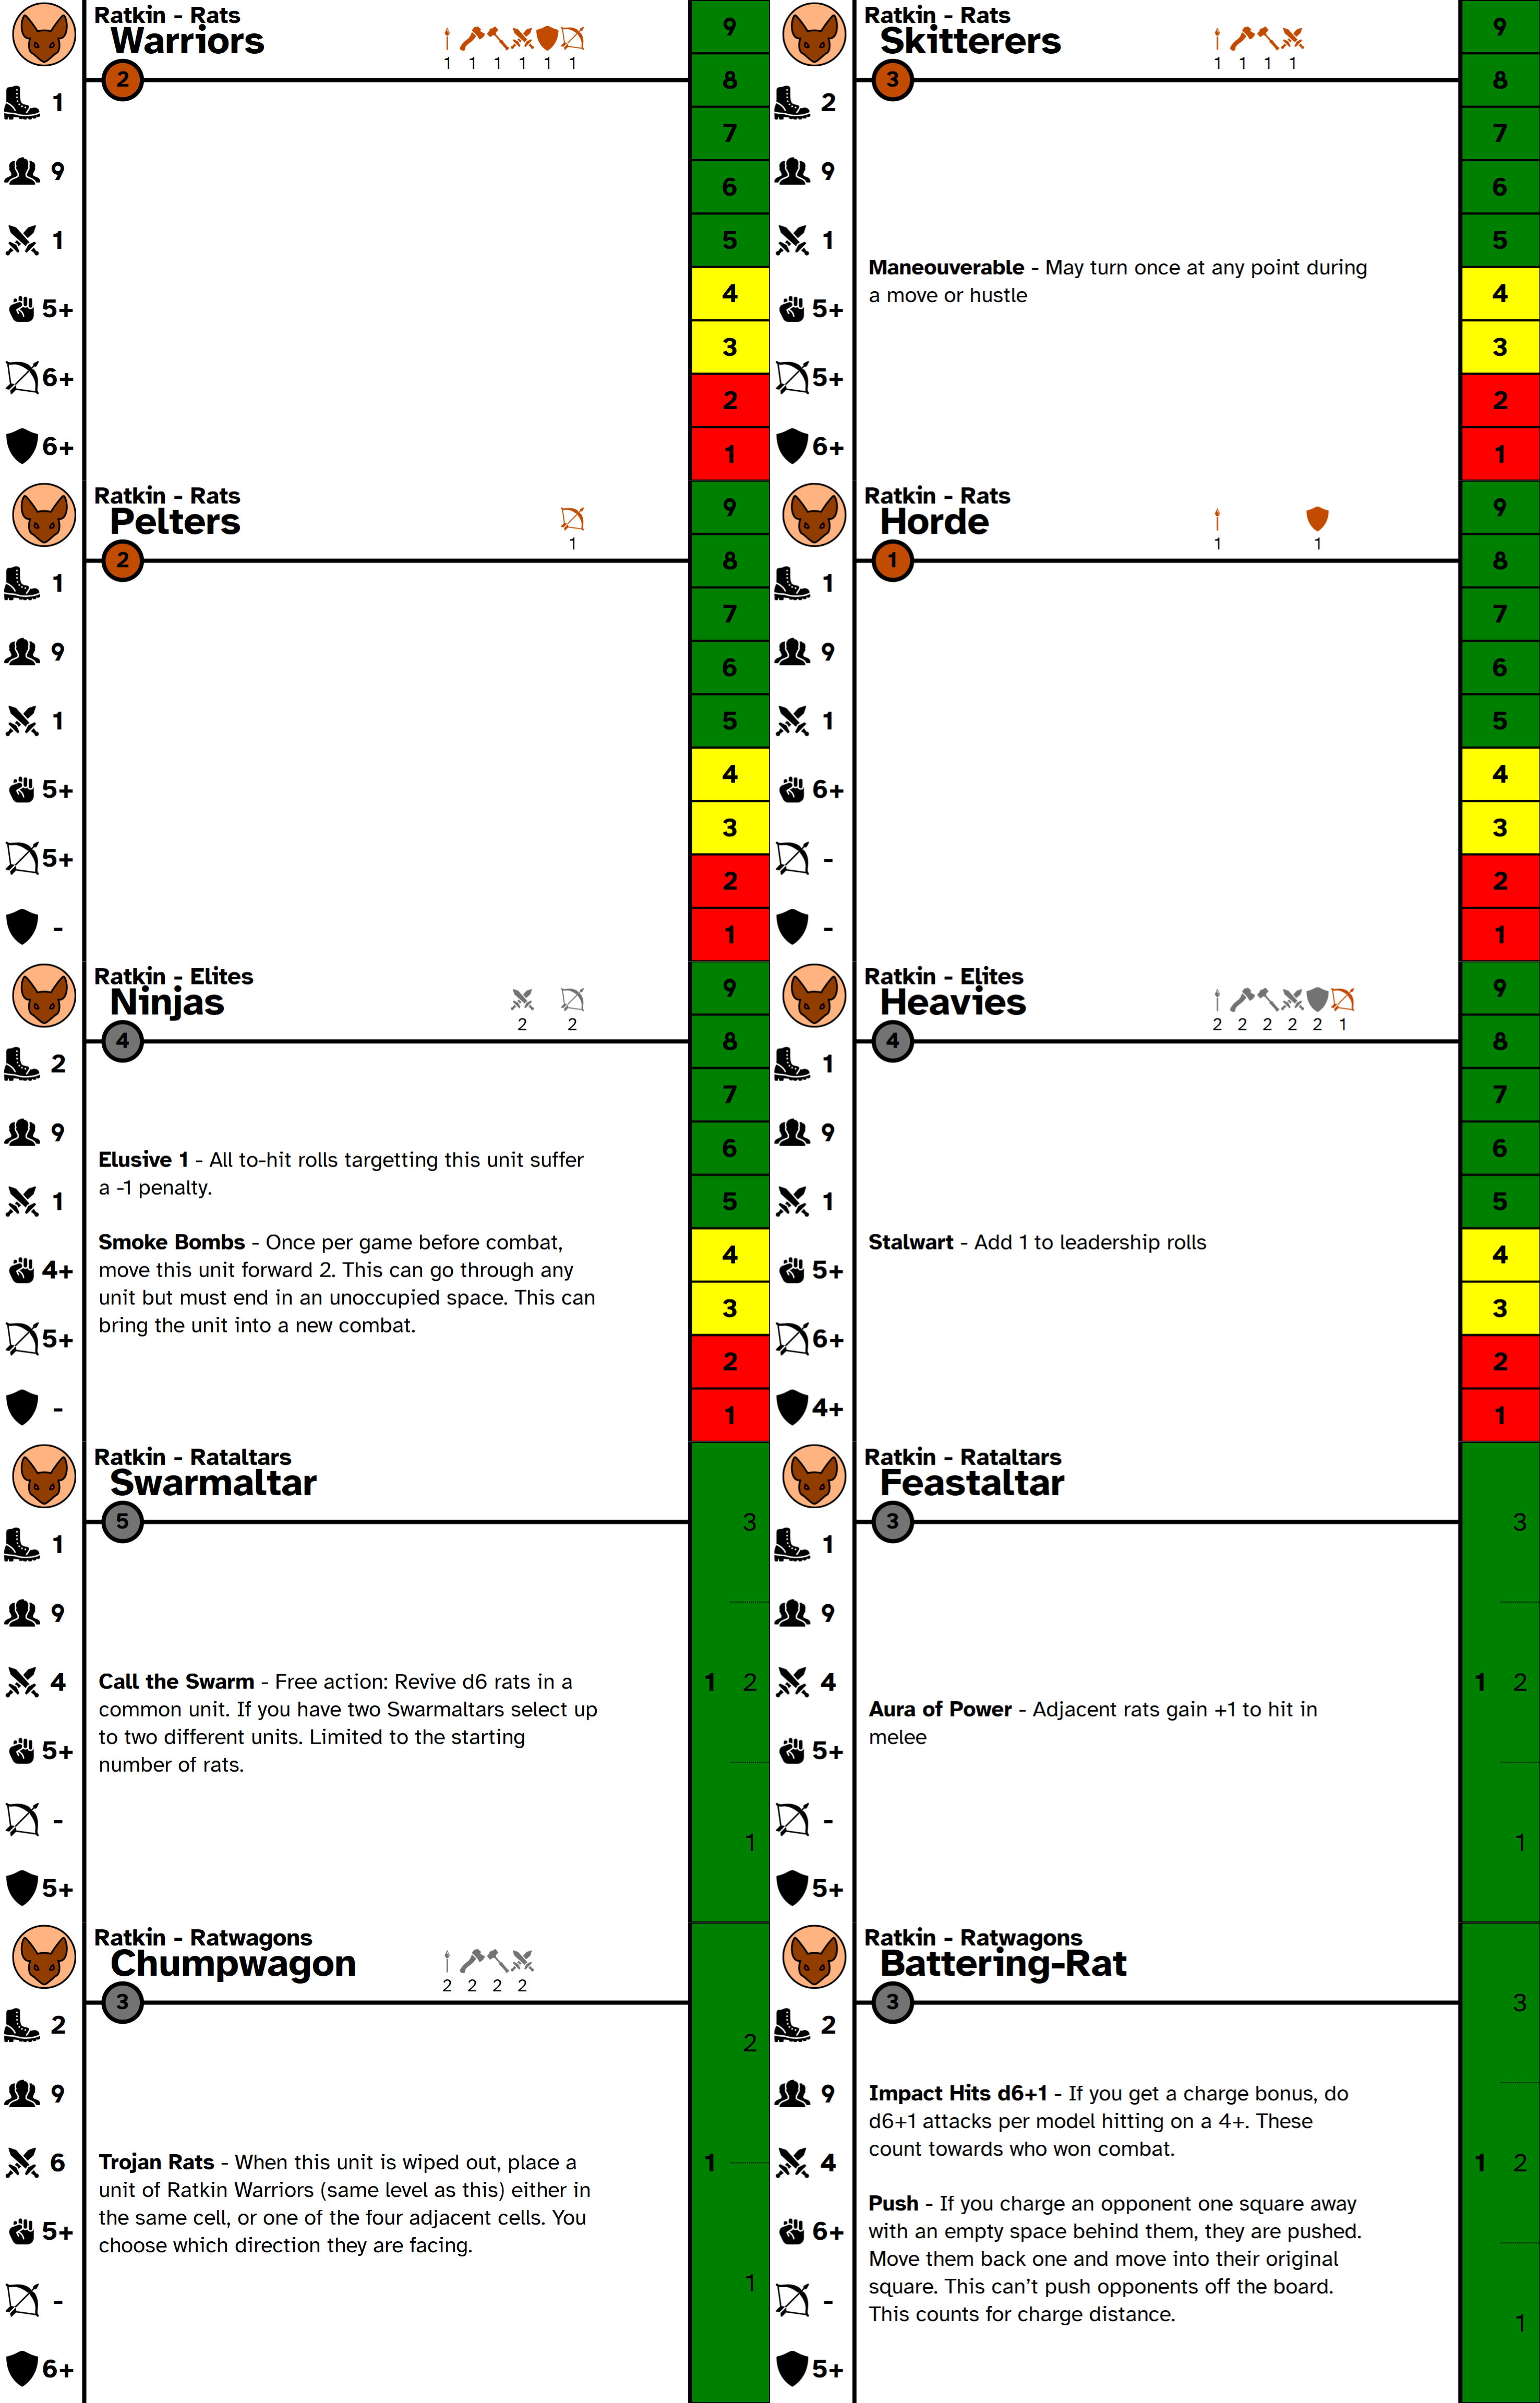 Ratkin - Rats
Warriors
1 1 1 1 1 1
2
1
9
1
5+
6+
6+
9
8
7
6
5
4
3
2
1
Ratkin - Rats
Skitterers
1 1 1 1
3
2
9
1
5+
5+
6+
Maneouverable - May turn once at any point during
a move or hustle
9
8
7
6
5
4
3
2
1
Ratkin - Rats
Pelters
1
2
1
9
1
5+
5+
-
9
8
7
6
5
4
3
2
1
Ratkin - Rats
Horde
1 1
1
1
9
1
6+
-
-
9
8
7
6
5
4
3
2
1
Ratkin - Elites
Ninjas
2 2
4
2
9
1
4+
5+
-
Elusive 1 - All to-hit rolls targetting this unit suffer
a -1 penalty.
Smoke Bombs - Once per game before combat,
move this unit forward 2. This can go through any
unit but must end in an unoccupied space. This can
bring the unit into a new combat.
9
8
7
6
5
4
3
2
1
Ratkin - Elites
Heavies
2 2 2 2 2 1
4
1
9
1
5+
6+
4+
Stalwart - Add 1 to leadership rolls
9
8
7
6
5
4
3
2
1
Ratkin - Rataltars
Swarmaltar
5
1
9
4
5+
-
5+
Call the Swarm - Free action: Revive d6 rats in a
common unit. If you have two Swarmaltars select up
to two different units. Limited to the starting
number of rats.
3
1 2
1
Ratkin - Rataltars
Feastaltar
3
1
9
4
5+
-
5+
Aura of Power - Adjacent rats gain +1 to hit in
melee
3
1 2
1
Ratkin - Ratwagons
Chumpwagon
2 2 2 2
3
2
9
6
5+
-
6+
Trojan Rats - When this unit is wiped out, place a
unit of Ratkin Warriors (same level as this) either in
the same cell, or one of the four adjacent cells. You
choose which direction they are facing.
2
1
1
Ratkin - Ratwagons
Battering-Rat
3
2
9
4
6+
-
5+
Impact Hits d6+1 - If you get a charge bonus, do
d6+1 attacks per model hitting on a 4+. These
count towards who won combat.
Push - If you charge an opponent one square away
with an empty space behind them, they are pushed.
Move them back one and move into their original
square. This can't push opponents off the board.
This counts for charge distance.
3
1 2
1